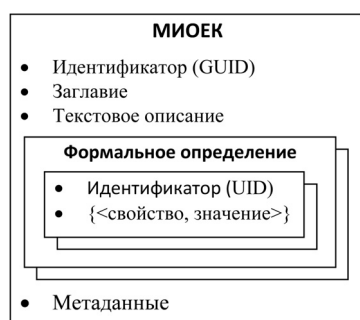 МИОЕК
• Идентификатор (GUID)
• Заглавие
• Текстовое описание
Формальное определение
• Идентификатор (UID)
• {<свойство, значение>}
• Метаданные